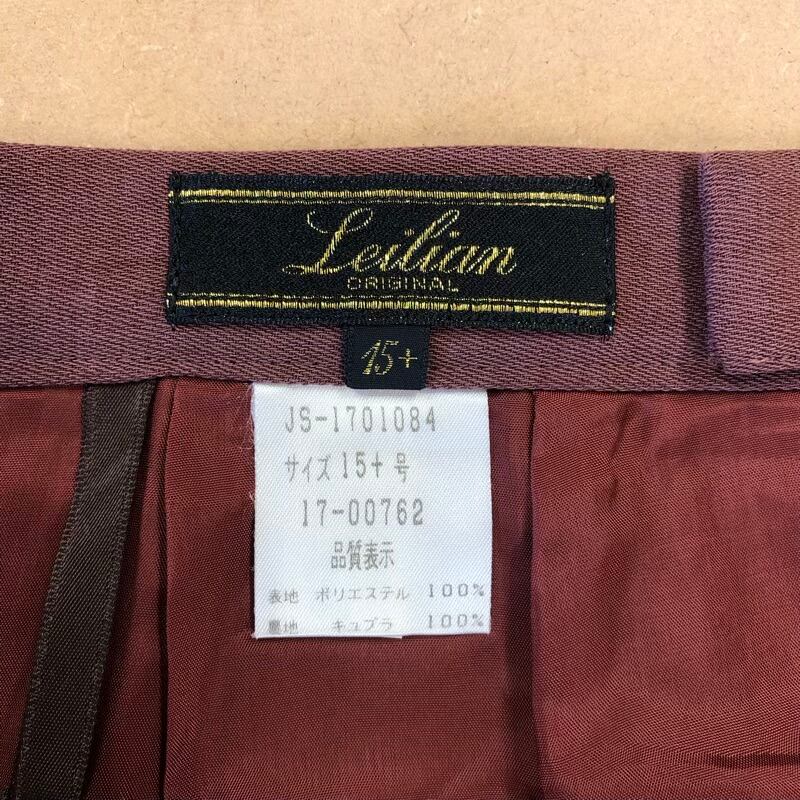 Leilian
ORIGINAL
15+
JS-1701084
サイズ 15+ 号
17-00762
品質表示
表地 ポリエステル 100%
裏地 キュプラ 100%